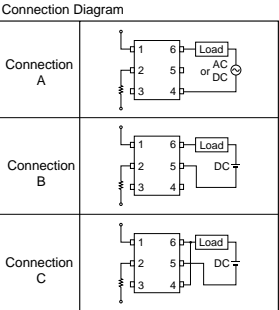 Connection Diagram
Connection
A
1 6 Load
2 5 AC
or DC
3 4
Connection
B
1 6 Load
2 5 DC
3 4
Connection
C
1 6 Load
2 5 DC
3 4